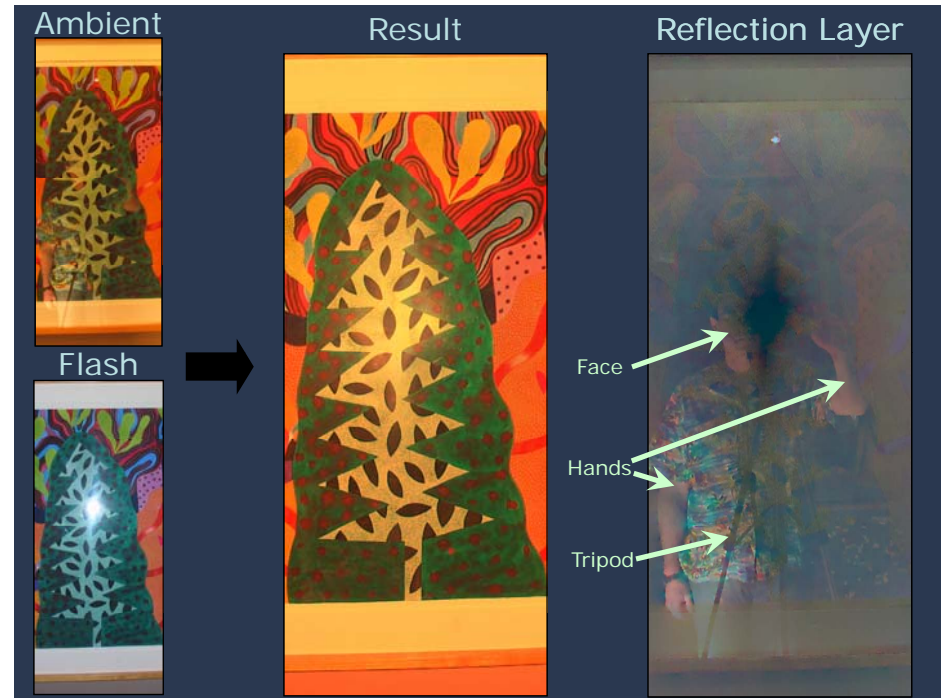 Ambient
Result
Reflection Layer
Flash
Face
Hands
Tripod